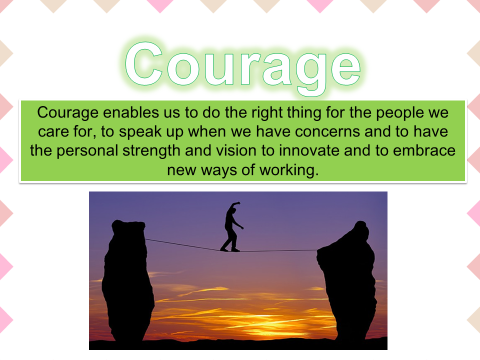 Courage
Courage enables us to do the right thing for the people we
care for, to speak up when we have concerns and to have
the personal strength and vision to innovate and to embrace
new ways of working.